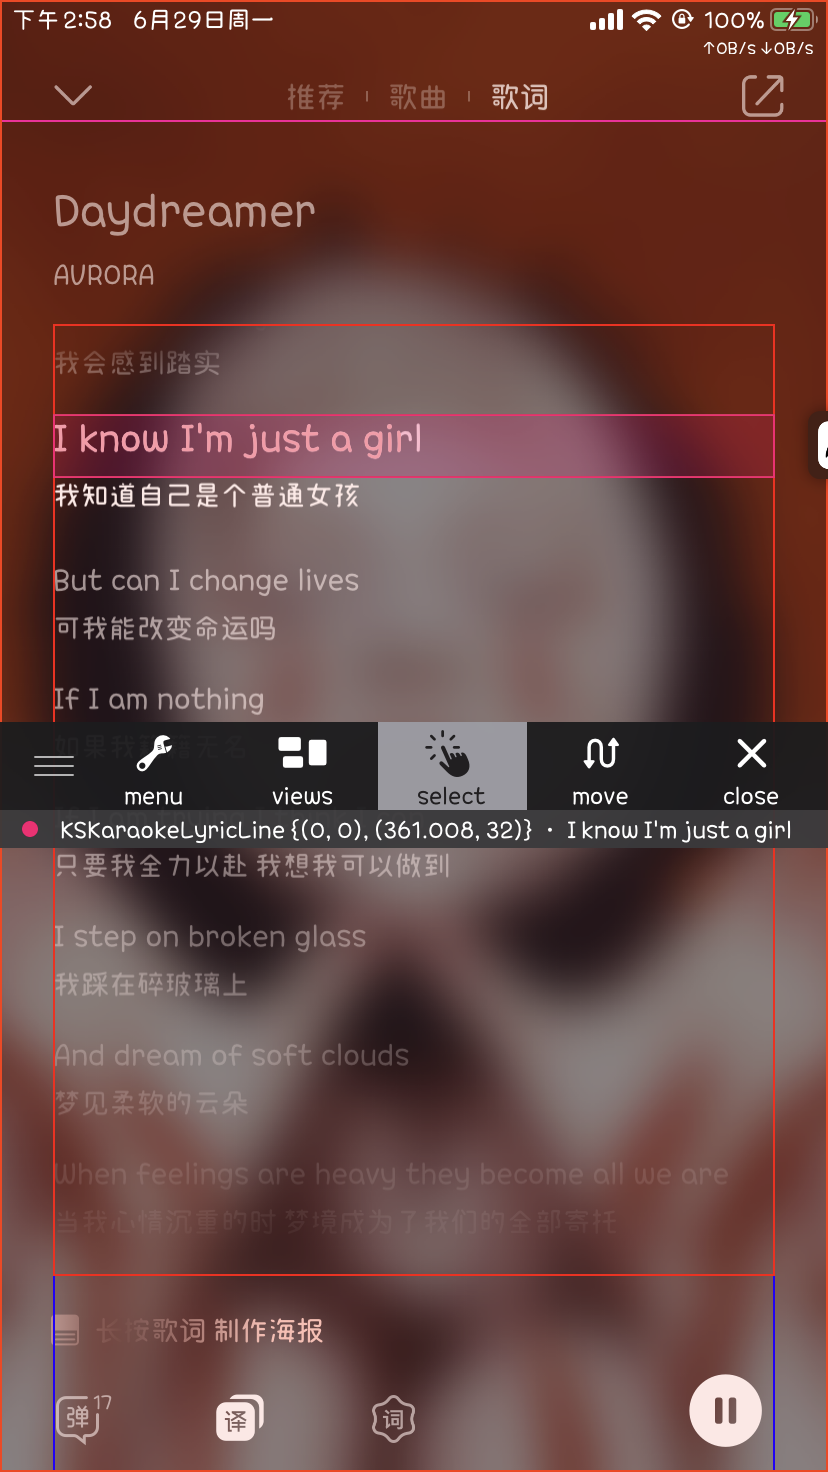 下午2:58 6月29日周一 100%
↑0B/s↓0B/s
推荐 歌曲 歌词
Daydreamer
AURORA
我会感到踏实
I know I'm just a girl
我知道自己是个普通女孩
But can I change lives
可我能改变命运吗
If I am nothing
menu views select move close
KSKaraokeLyricLine {(0, 0), (361.008, 32)} · I know I'm just a girl
只要我全力以赴 我想我可以做到
I step on broken glass
我踩在碎玻璃上
And dream of soft clouds
梦见柔软的云朵
When feelings are heavy they become all we are
当我心情沉重的时 梦境成为了我们的全部寄托
长按歌词 制作海报
弹 17 译 词